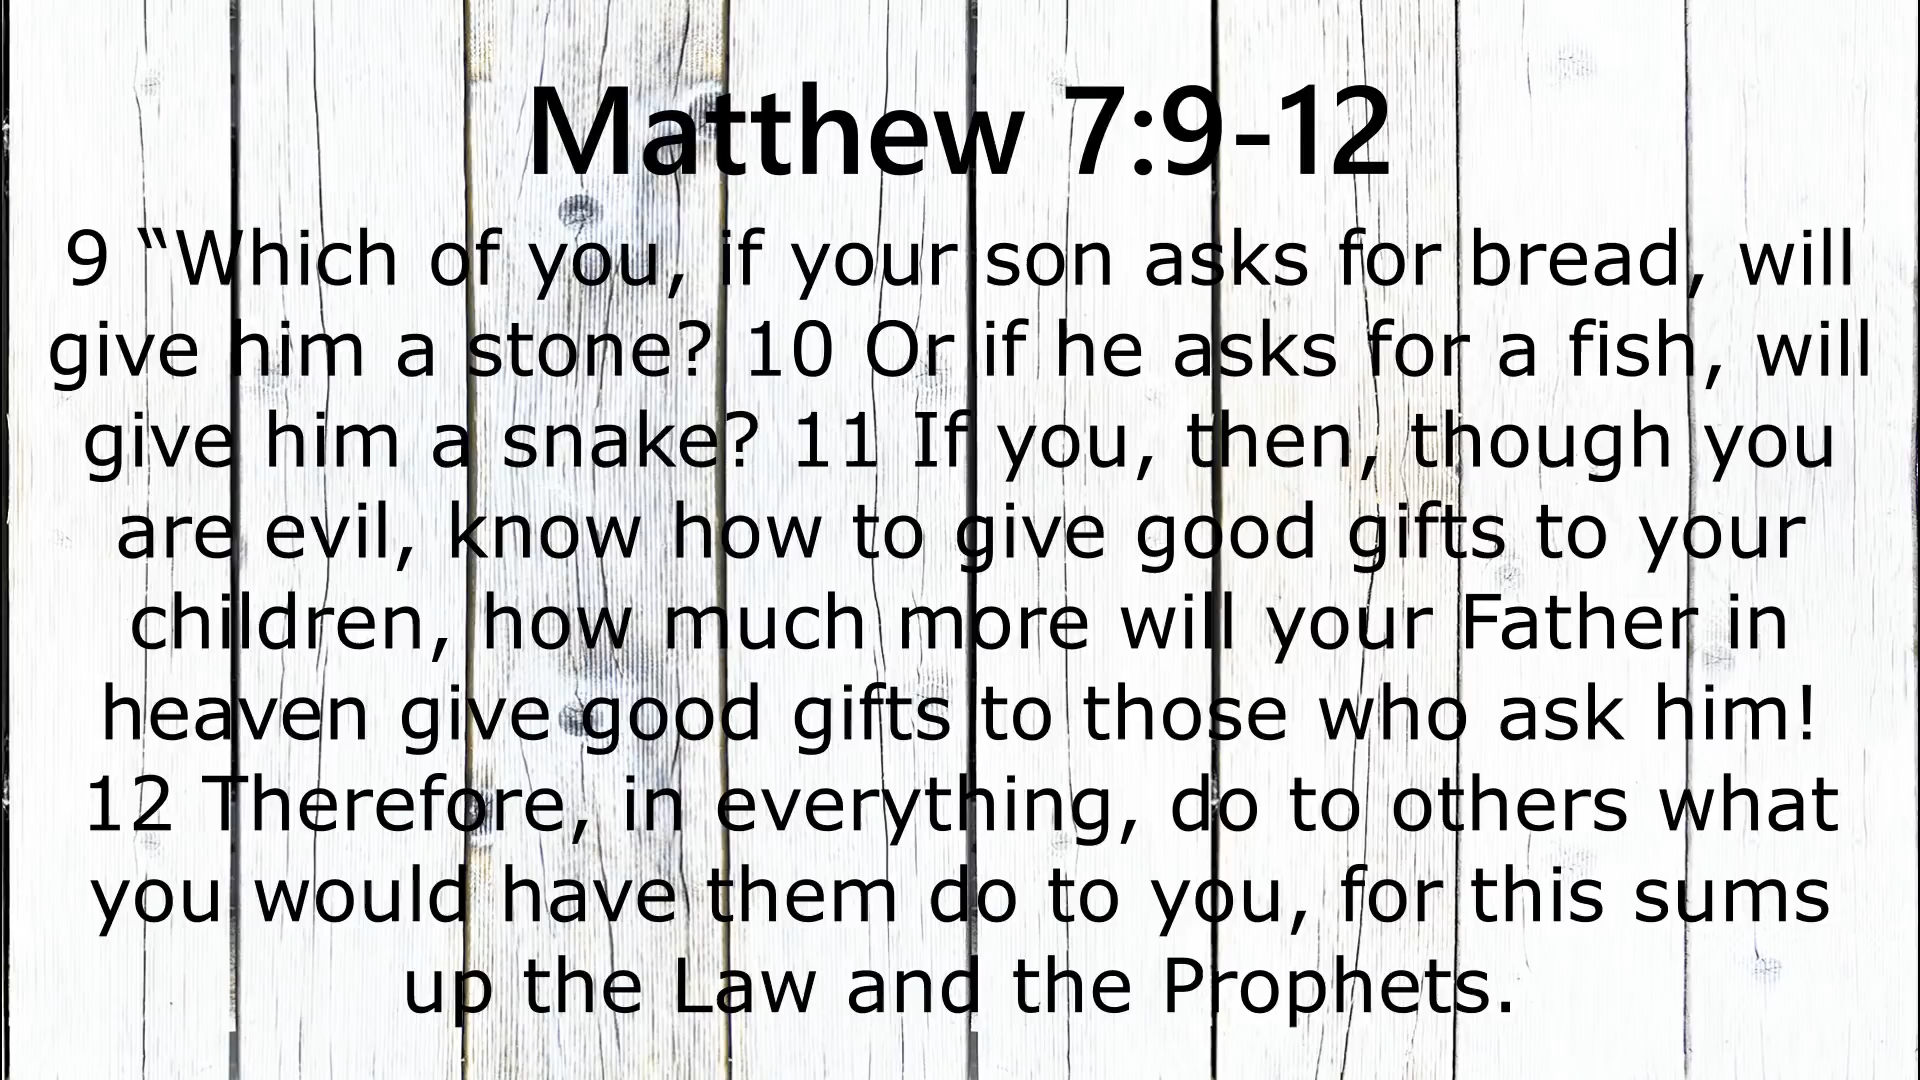 Matthew 7:9-12
9 “Which of you, if your son asks for bread, will
give him a stone? 10 Or if he asks for a fish, will
give him a snake? 11 If you, then, though you
are evil, know how to give good gifts to your
children, how much more will your Father in
heaven give good gifts to those who ask him!
12 Therefore, in everything, do to others what
you would have them do to you, for this sums
up the Law and the Prophets.